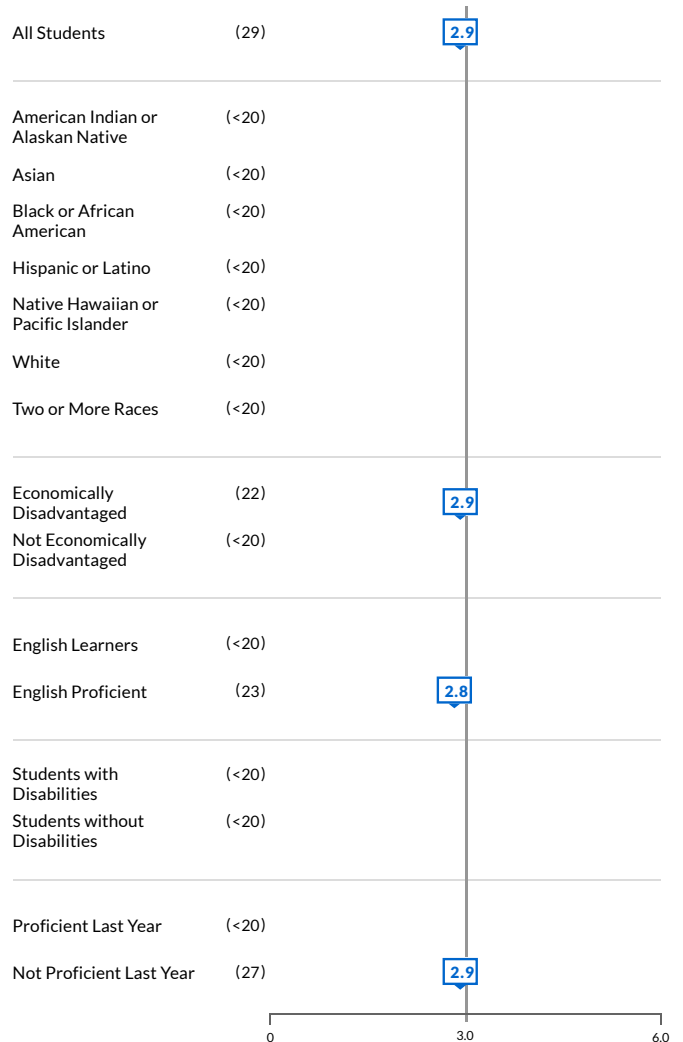 All Students (29) 2.9
American Indian or (<20)
Alaskan Native
Asian (<20)
Black or African (<20)
American
Hispanic or Latino (<20)
Native Hawaiian or (<20)
Pacific Islander
White (<20)
Two or More Races (<20)
Economically (22) 2.9
Disadvantaged
Not Economically (<20)
Disadvantaged
English Learners (<20)
English Proficient (23) 2.8
Students with (<20)
Disabilities
Students without (<20)
Disabilities
Proficient Last Year (<20)
Not Proficient Last Year (27) 2.9
0 3.0 6.0